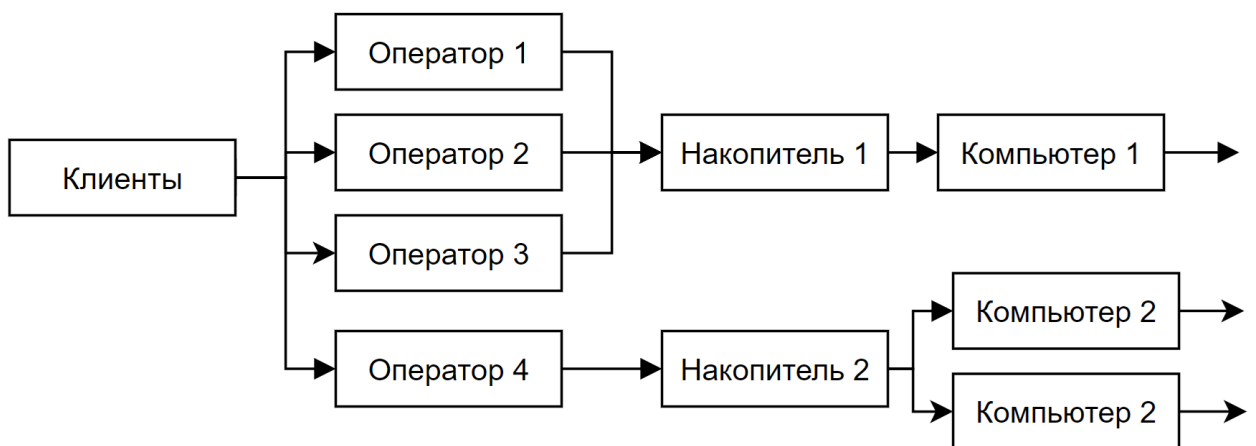 Клиенты
Оператор 1
Оператор 2
Оператор 3
Оператор 4
Накопитель 1
Компьютер 1
Накопитель 2
Компьютер 2
Компьютер 2